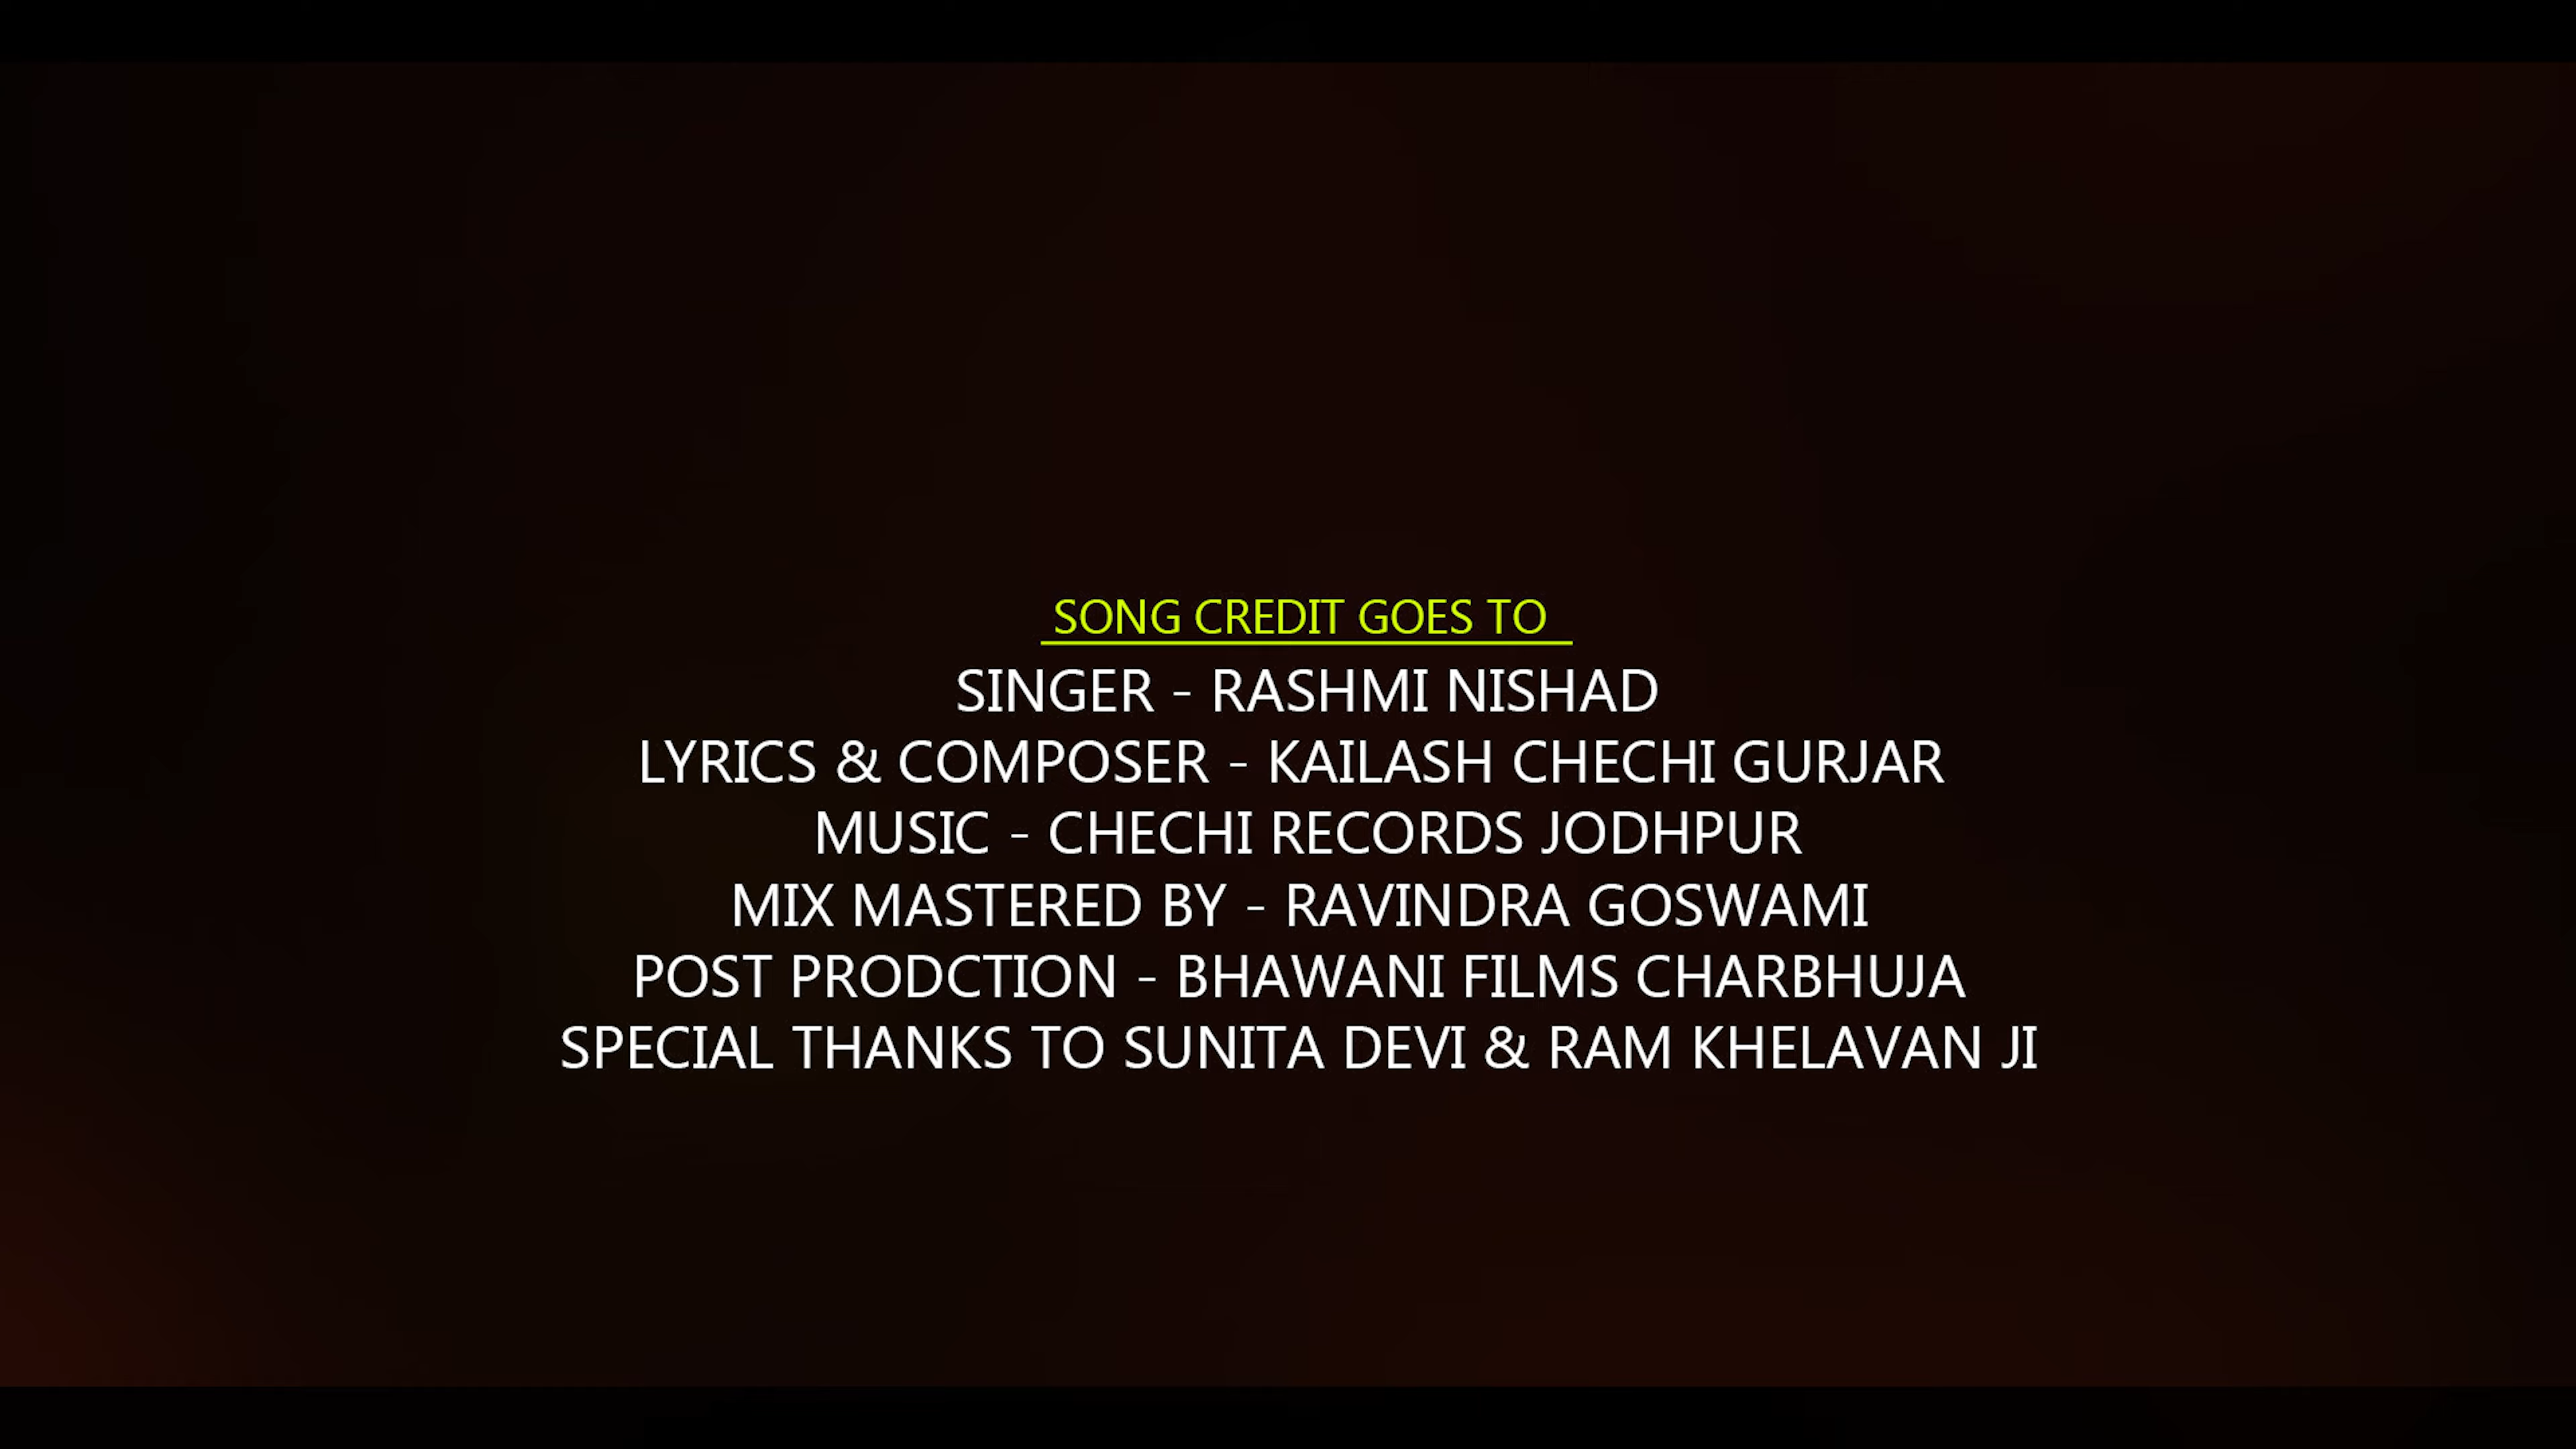 SONG CREDIT GOES TO
SINGER - RASHMI NISHAD
LYRICS & COMPOSER - KAILASH CHECHI GURJAR
MUSIC - CHECHI RECORDS JODHPUR
MIX MASTERED BY - RAVINDRA GOSWAMI
POST PRODCTION - BHAWANI FILMS CHARBHUJA
SPECIAL THANKS TO SUNITA DEVI & RAM KHELAVAN JI